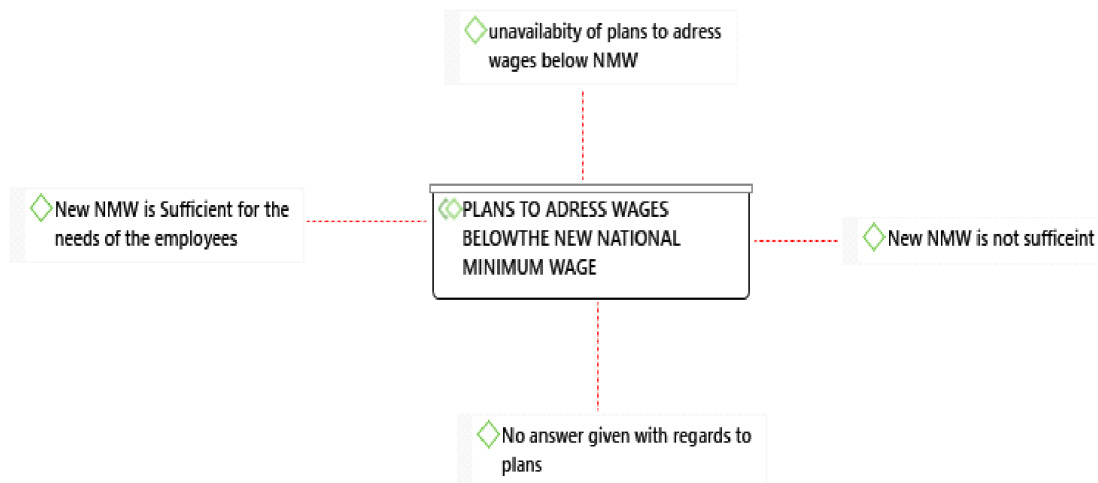 unavailabity of plans to adress
wages below NMW
New NMW is Sufficient for the
needs of the employees
PLANS TO ADRESS WAGES
BELOWTHE NEW NATIONAL
MINIMUM WAGE
New NMW is not sufficeint
No answer given with regards to
plans